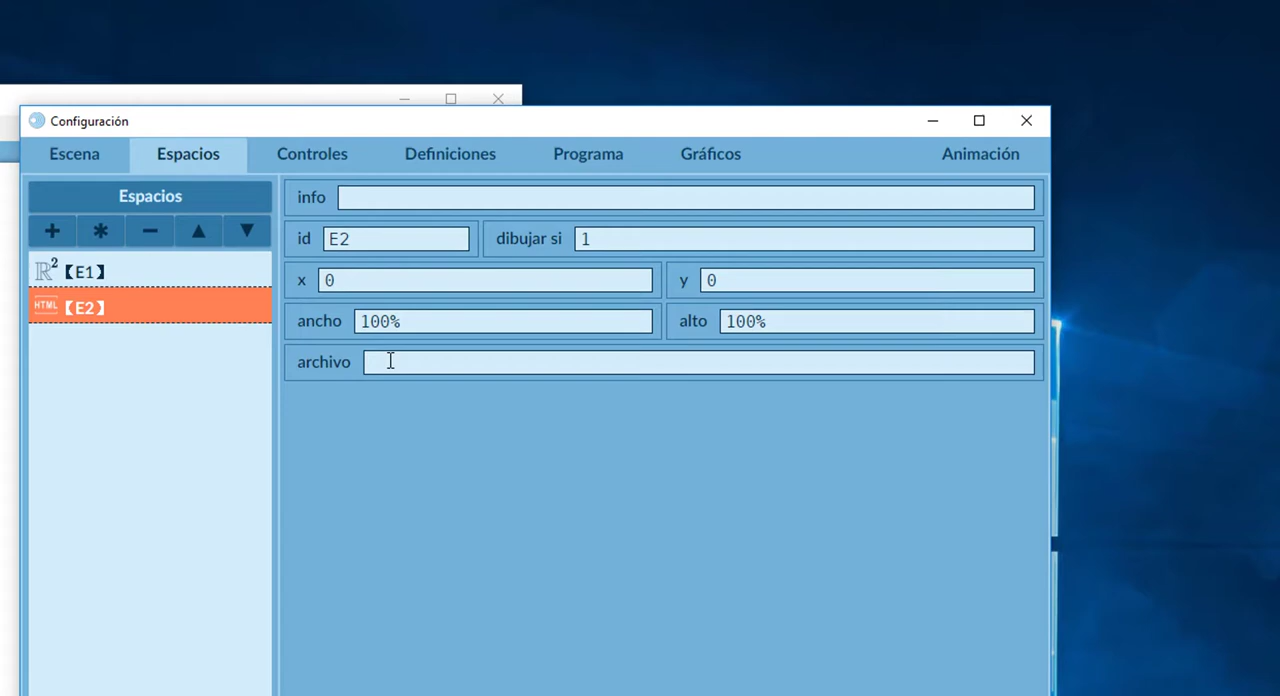 Configuración
Escena Espacios Controles Definiciones Programa Gráficos Animación
Espacios
info
+ * − ▲ ▼
id E2 dibujar si 1
ℝ² 【E1】
x 0 y 0
HTML 【E2】
ancho 100% alto 100%
archivo